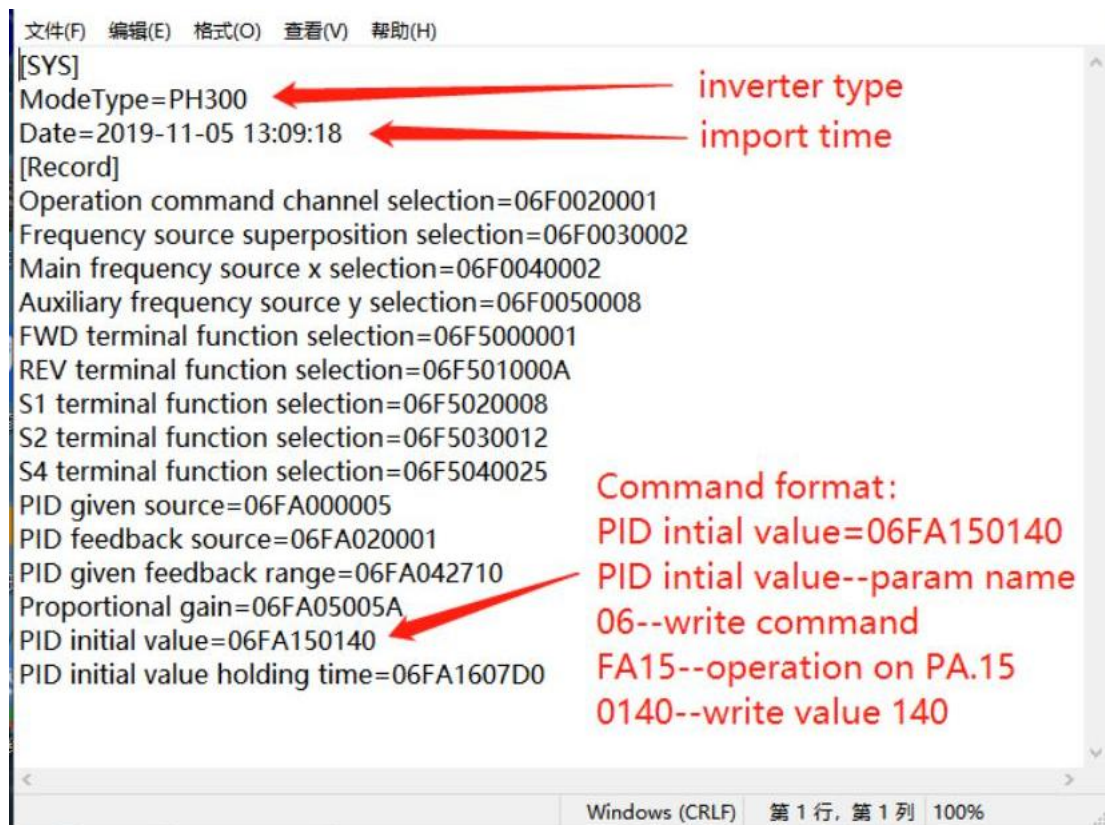 文件(F) 编辑(E) 格式(O) 查看(V) 帮助(H)
[SYS]
ModeType=PH300
inverter type
Date=2019-11-05 13:09:18
import time
[Record]
Operation command channel selection=06F0020001
Frequency source superposition selection=06F0030002
Main frequency source x selection=06F0040002
Auxiliary frequency source y selection=06F0050008
FWD terminal function selection=06F5000001
REV terminal function selection=06F501000A
S1 terminal function selection=06F5020008
S2 terminal function selection=06F5030012
S4 terminal function selection=06F5040025
PID given source=06FA000005
PID feedback source=06FA020001
PID given feedback range=06FA042710
Proportional gain=06FA05005A
PID initial value=06FA150140
PID initial value holding time=06FA1607D0
Command format:
PID intial value=06FA150140
PID intial value--param name
06--write command
FA15--operation on PA.15
0140--write value 140
Windows (CRLF) 第 1 行, 第 1 列 100%